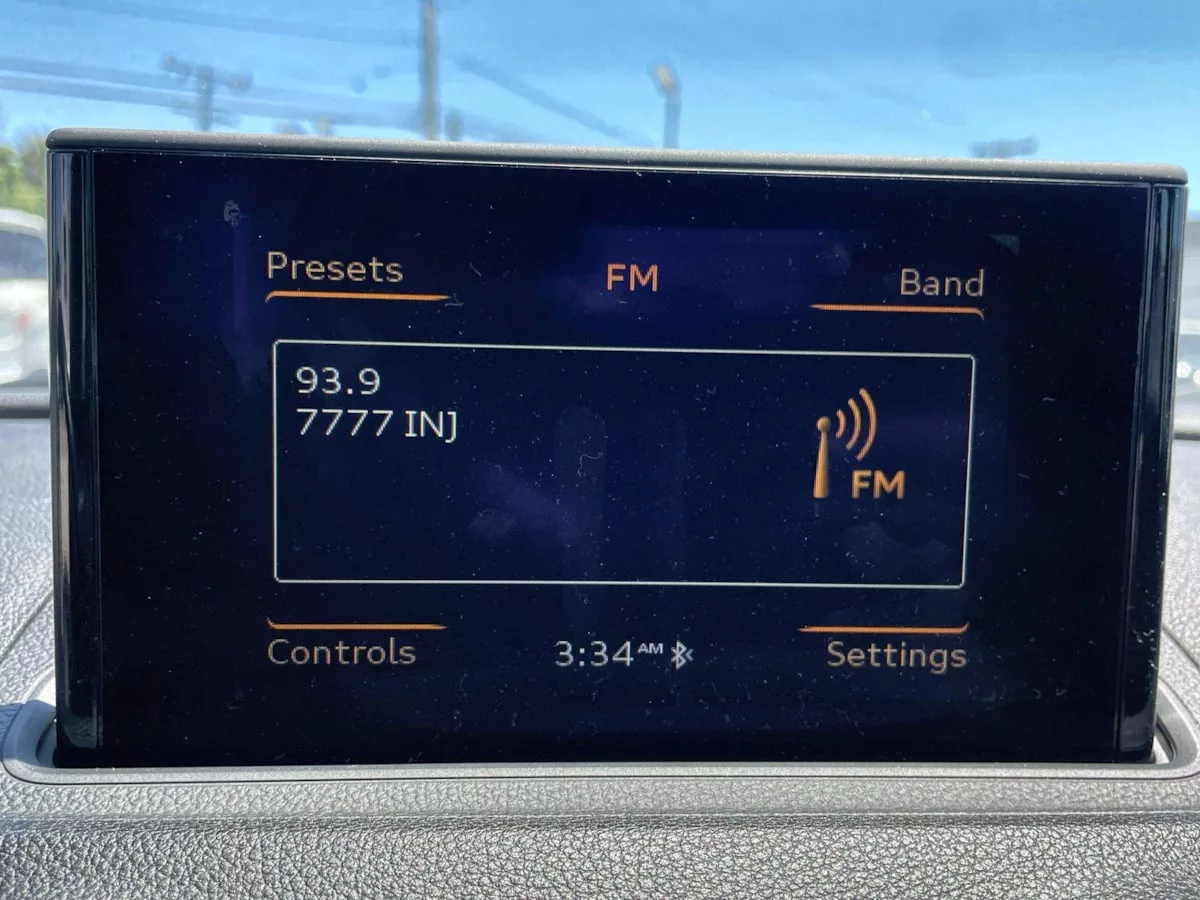 Presets
FM
Band
93.9
7777 INJ
FM
Controls
3:34 AM
Settings